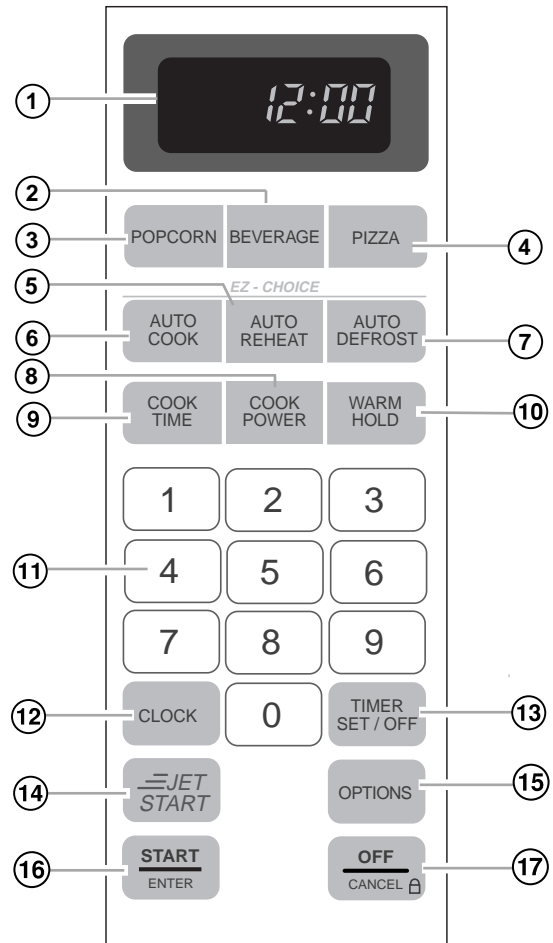 1
12:00
2
3
POPCORN BEVERAGE PIZZA
4
5
EZ - CHOICE
6
AUTO COOK
AUTO REHEAT
AUTO DEFROST
7
8
9
COOK TIME
COOK POWER
WARM HOLD
10
1 2 3
11
4 5 6
7 8 9
12
CLOCK
0
TIMER
SET / OFF
13
14
JET
START
OPTIONS
15
16
START
ENTER
OFF
CANCEL
17